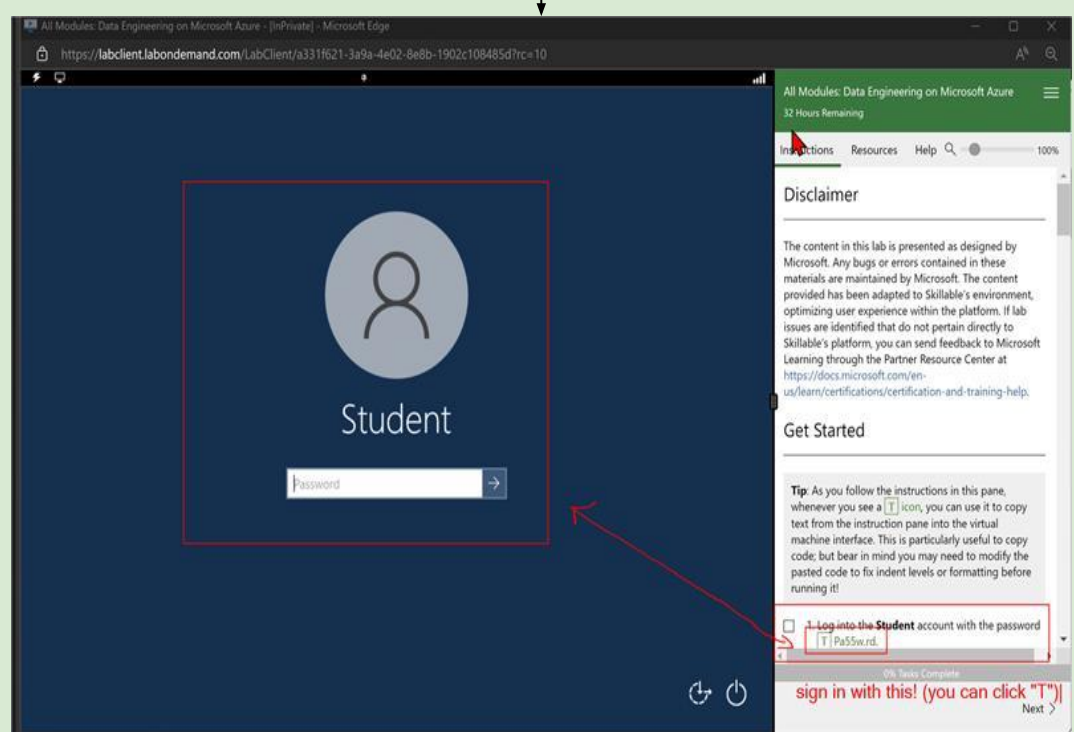 All Modules: Data Engineering on Microsoft Azure - [InPrivate] - Microsoft Edge
https://labclient.labondemand.com/LabClient/a331f621-3a9a-4e02-8e8b-1902c108485d?rc=10
All Modules: Data Engineering on Microsoft Azure
32 Hours Remaining
Instructions Resources Help 100%
Disclaimer
The content in this lab is presented as designed by
Microsoft. Any bugs or errors contained in these
materials are maintained by Microsoft. The content
provided has been adapted to Skillable's environment,
optimizing user experience within the platform. If lab
issues are identified that do not pertain directly to
Skillable's platform, you can send feedback to Microsoft
Learning through the Partner Resource Center at
https://docs.microsoft.com/en-
us/learn/certifications/certification-and-training-help.
Student
Password
Get Started
Tip: As you follow the instructions in this pane,
whenever you see a T icon, you can use it to copy
text from the instruction pane into the virtual
machine interface. This is particularly useful to copy
code; but bear in mind you may need to modify the
pasted code to fix indent levels or formatting before
running it!
1. Log into the Student account with the password
T Pa55w.rd.
0% Tasks Complete
sign in with this! (you can click "T")
Next >